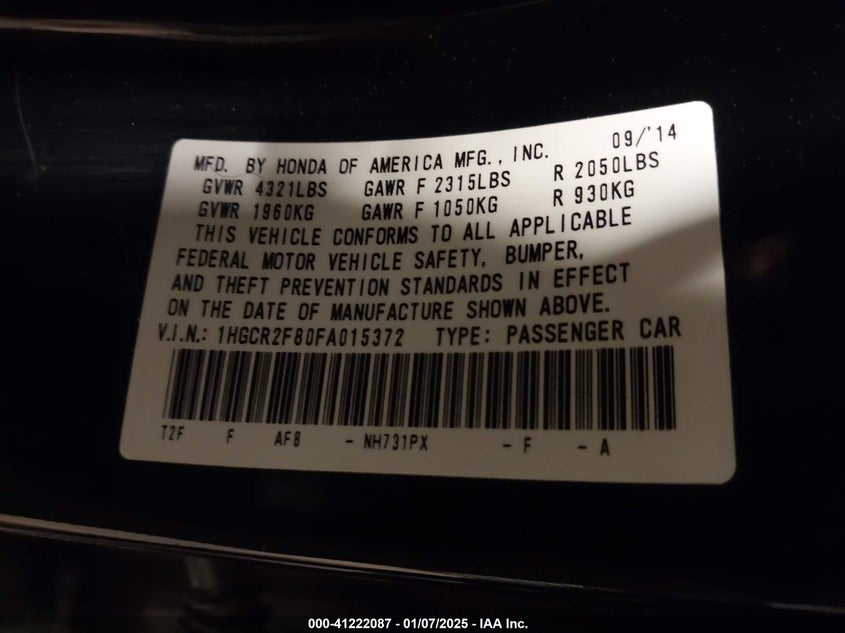 MFD. BY HONDA OF AMERICA MFG., INC. 09/'14
GVWR 4321LBS GAWR F 2315LBS R 2050LBS
GVWR 1960KG GAWR F 1050KG R 930KG
THIS VEHICLE CONFORMS TO ALL APPLICABLE
FEDERAL MOTOR VEHICLE SAFETY, BUMPER,
AND THEFT PREVENTION STANDARDS IN EFFECT
ON THE DATE OF MANUFACTURE SHOWN ABOVE.
V.I.N.: 1HGCR2F80FA015372 TYPE: PASSENGER CAR
T2F F AF8 - NH731PX - F - A
000-41222087 - 01/07/2025 - IAA Inc.